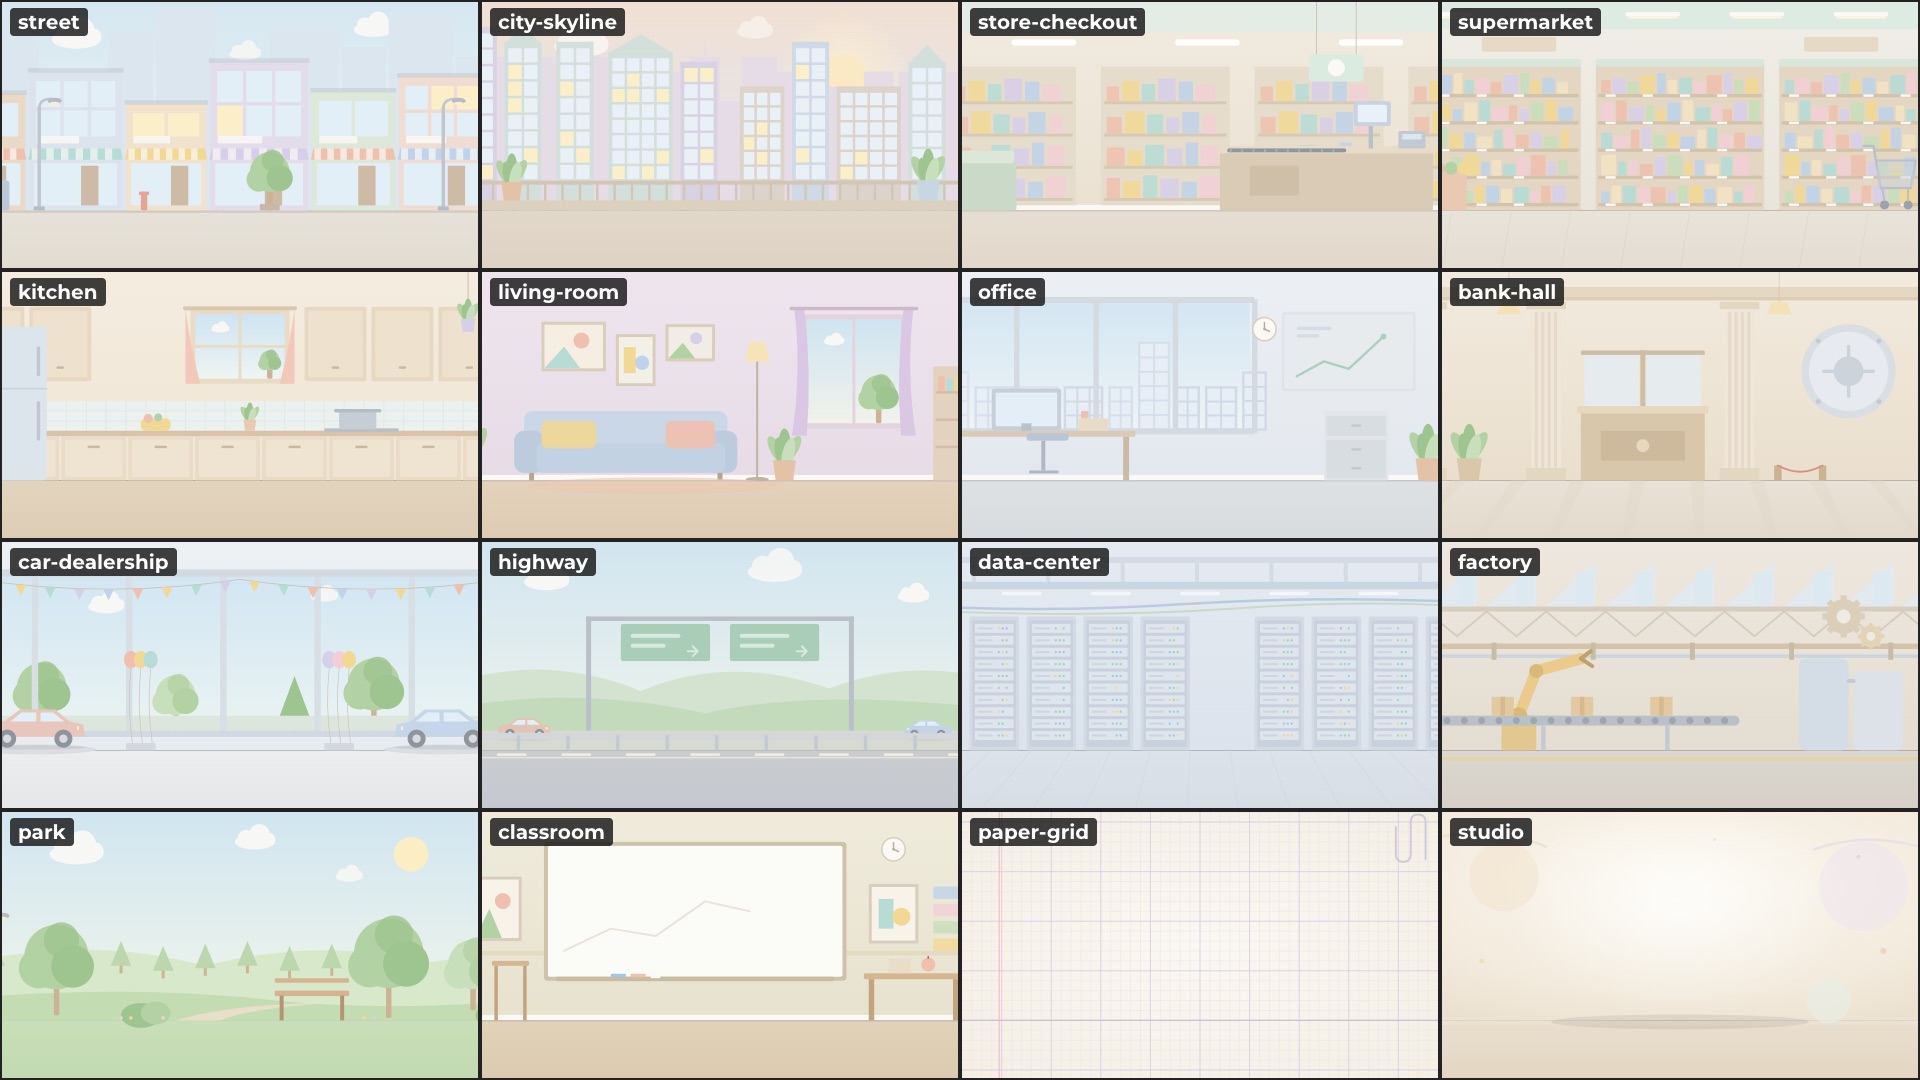 street
city-skyline
store-checkout
supermarket
kitchen
living-room
office
bank-hall
car-dealership
highway
data-center
factory
park
classroom
paper-grid
studio